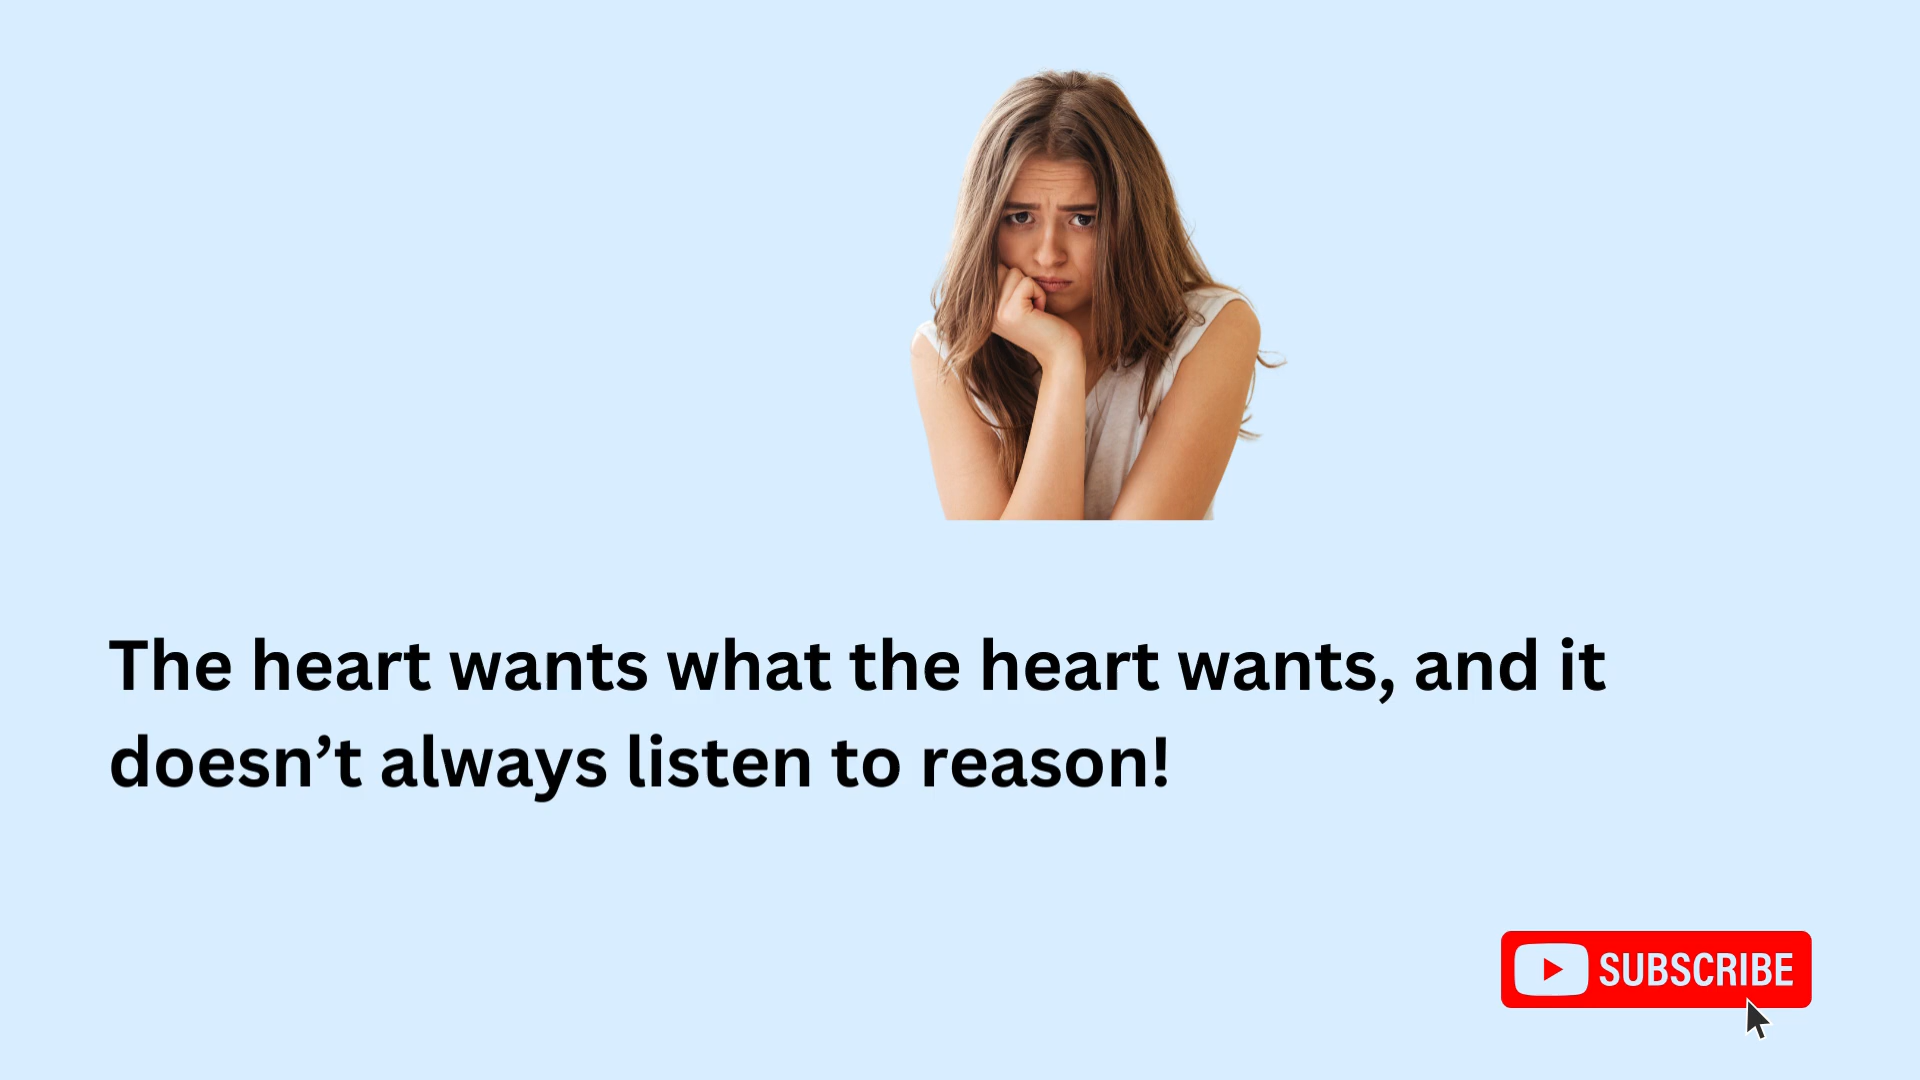 The heart wants what the heart wants, and it
doesn’t always listen to reason!
SUBSCRIBE